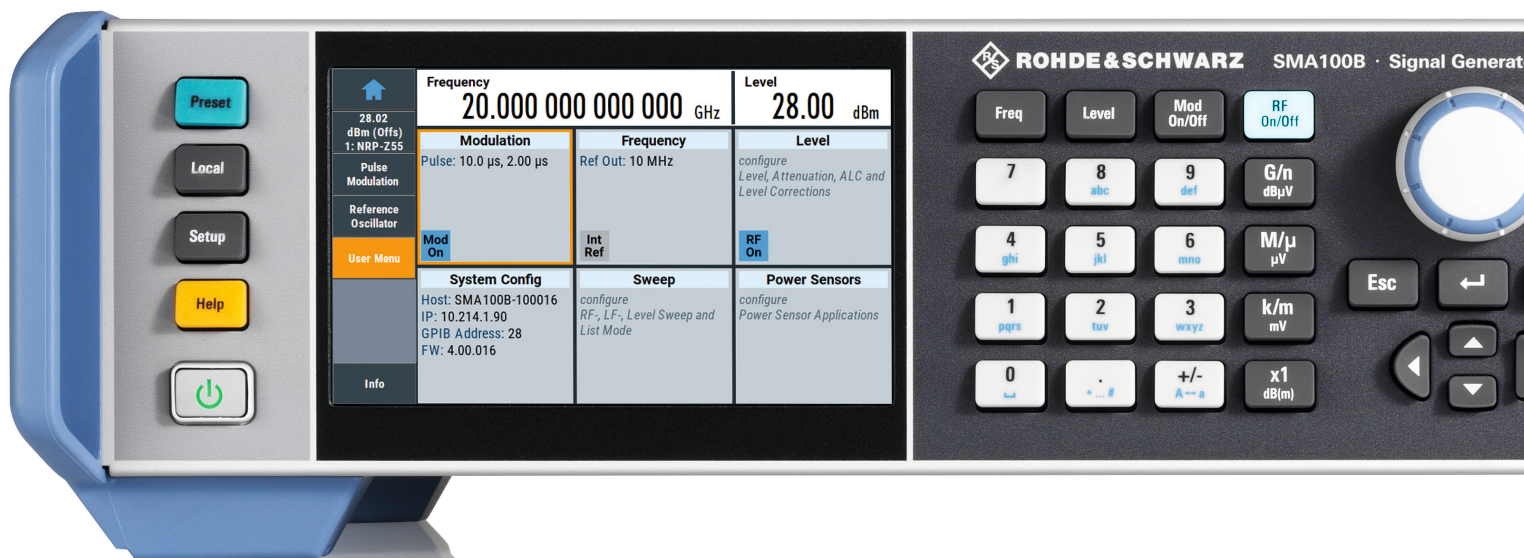 Preset
Local
Setup
Help
28.02
dBm (Offs)
1: NRP-Z55
Pulse
Modulation
Reference
Oscillator
User Menu
Info
Frequency
20.000 000 000 000 GHz
Level
28.00 dBm
Modulation
Pulse: 10.0 µs, 2.00 µs
Mod
On
Frequency
Ref Out: 10 MHz
Int
Ref
Level
configure
Level, Attenuation, ALC and
Level Corrections
RF
On
System Config
Host: SMA100B-100016
IP: 10.214.1.90
GPIB Address: 28
FW: 4.00.016
Sweep
configure
RF-, LF-, Level Sweep and
List Mode
Power Sensors
configure
Power Sensor Applications
R&S ROHDE&SCHWARZ SMA100B · Signal Generat
Freq
Level
Mod
On/Off
RF
On/Off
7
8
abc
9
def
G/n
dBµV
4
ghi
5
jkl
6
mno
M/µ
µV
1
pqrs
2
tuv
3
wxyz
k/m
mV
0
.
*...#
+/-
A↔a
x1
dB(m)
Esc